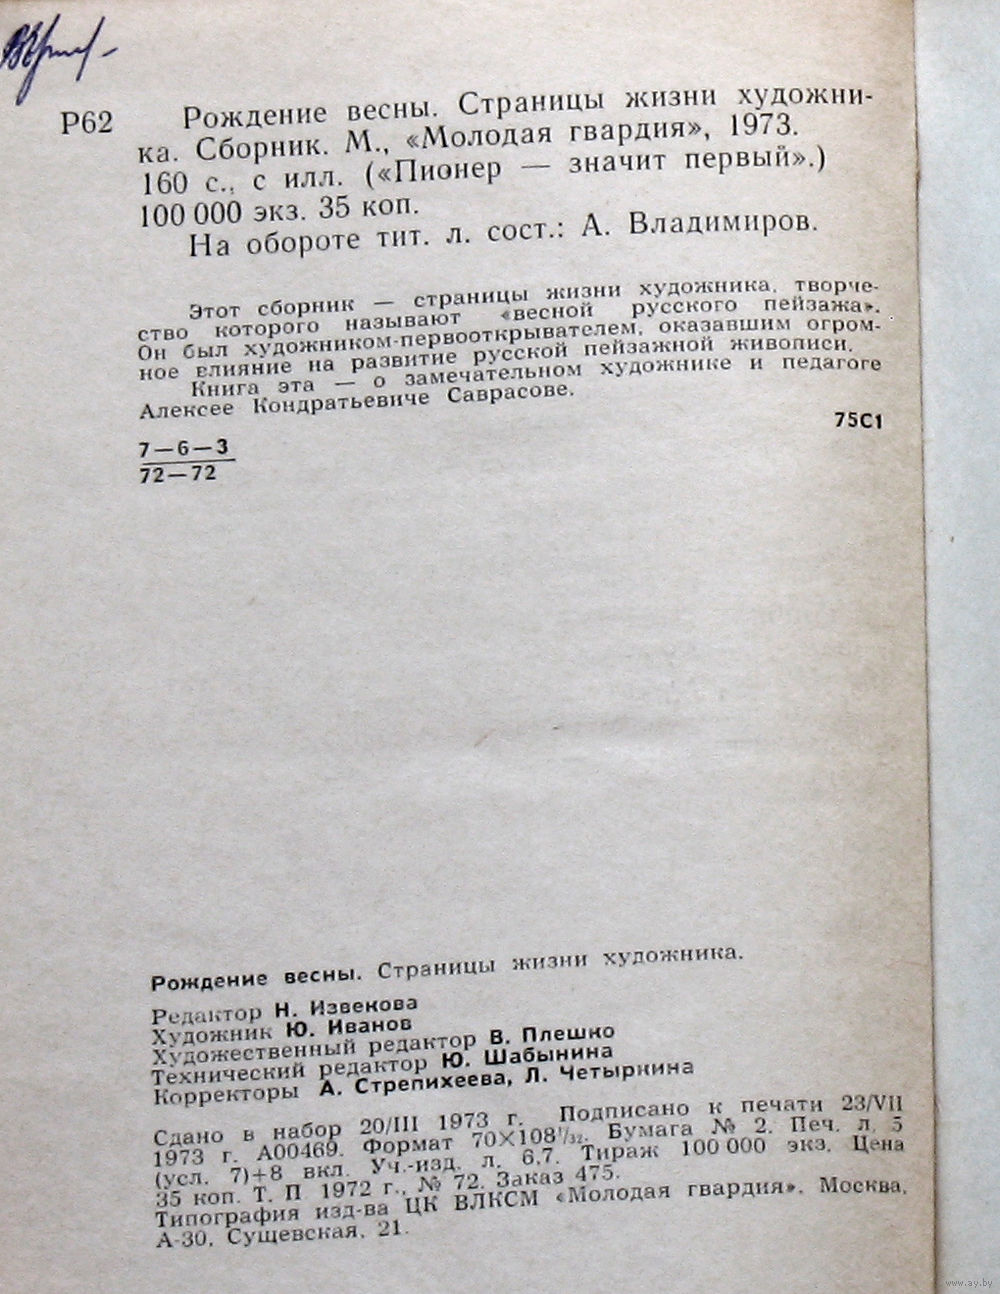 Р62 Рождение весны. Страницы жизни художни-
ка. Сборник. М., «Молодая гвардия», 1973.
160 с., с илл. («Пионер — значит первый».)
100 000 экз. 35 коп.
На обороте тит. л. сост.: А. Владимиров.
Этот сборник — страницы жизни художника, творче-
ство которого называют «весной русского пейзажа».
Он был художником-первооткрывателем, оказавшим огром-
ное влияние на развитие русской пейзажной живописи.
Книга эта — о замечательном художнике и педагоге
Алексее Кондратьевиче Саврасове.
7—6—3
72—72
75С1
Рождение весны. Страницы жизни художника.
Редактор Н. Извекова
Художник Ю. Иванов
Художественный редактор В. Плешко
Технический редактор Ю. Шабынина
Корректоры А. Стрепихеева, Л. Четыркина
Сдано в набор 20/III 1973 г. Подписано к печати 23/VII
1973 г. А00469. Формат 70×108¹/₃₂. Бумага № 2. Печ. л. 5
(усл. 7)+8 вкл. Уч.-изд. л. 6,7. Тираж 100 000 экз. Цена
35 коп. Т. П 1972 г., № 72. Заказ 475.
Типография изд-ва ЦК ВЛКСМ «Молодая гвардия». Москва,
А-30, Сущевская, 21.
www.ay.by